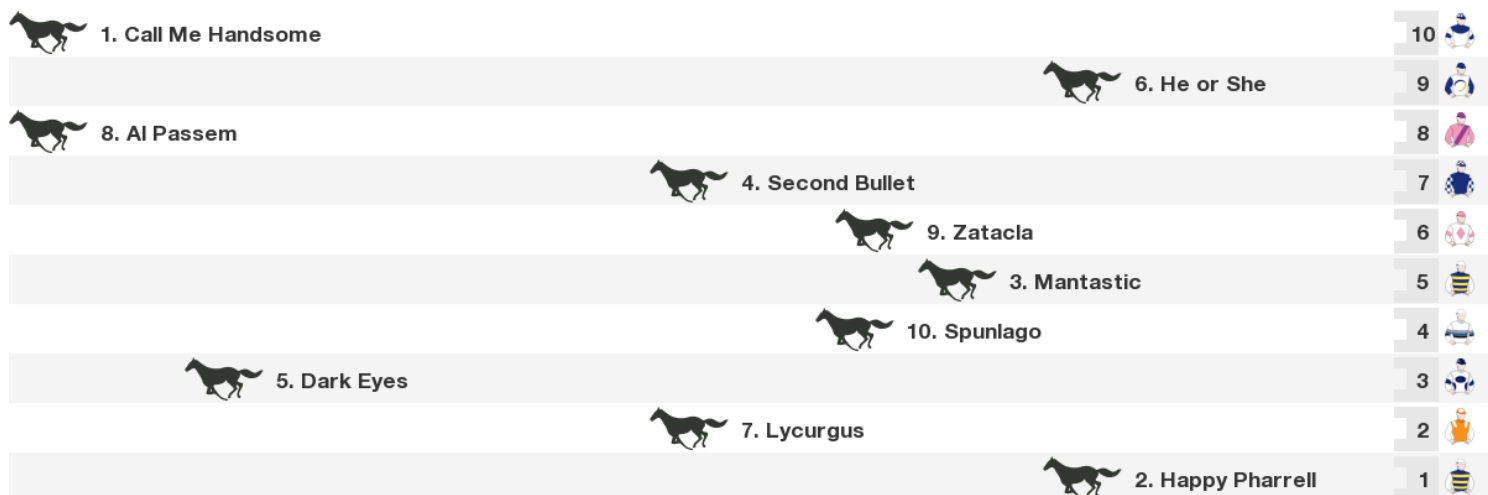 1. Call Me Handsome 10
6. He or She 9
8. Al Passem 8
4. Second Bullet 7
9. Zatacla 6
3. Mantastic 5
10. Spunlago 4
5. Dark Eyes 3
7. Lycurgus 2
2. Happy Pharrell 1